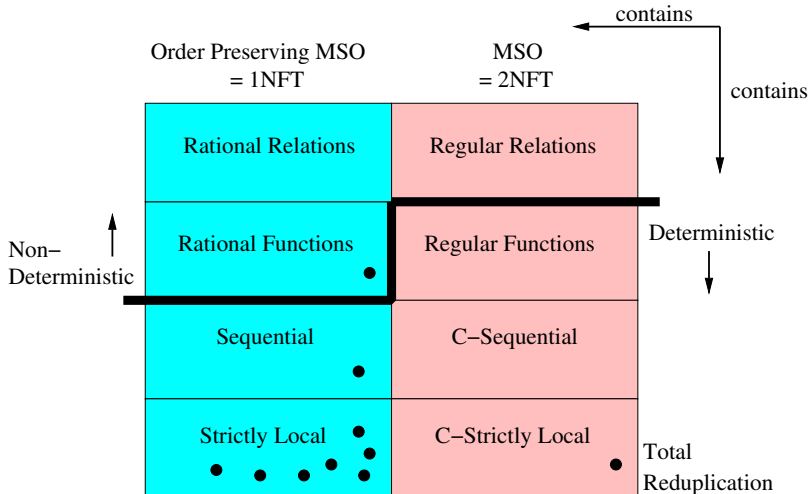 contains
Order Preserving MSO
= 1NFT
MSO
= 2NFT
contains
Rational Relations
Regular Relations
Non-
Deterministic
Rational Functions
Regular Functions
Deterministic
Sequential
C-Sequential
Strictly Local
C-Strictly Local
Total
Reduplication